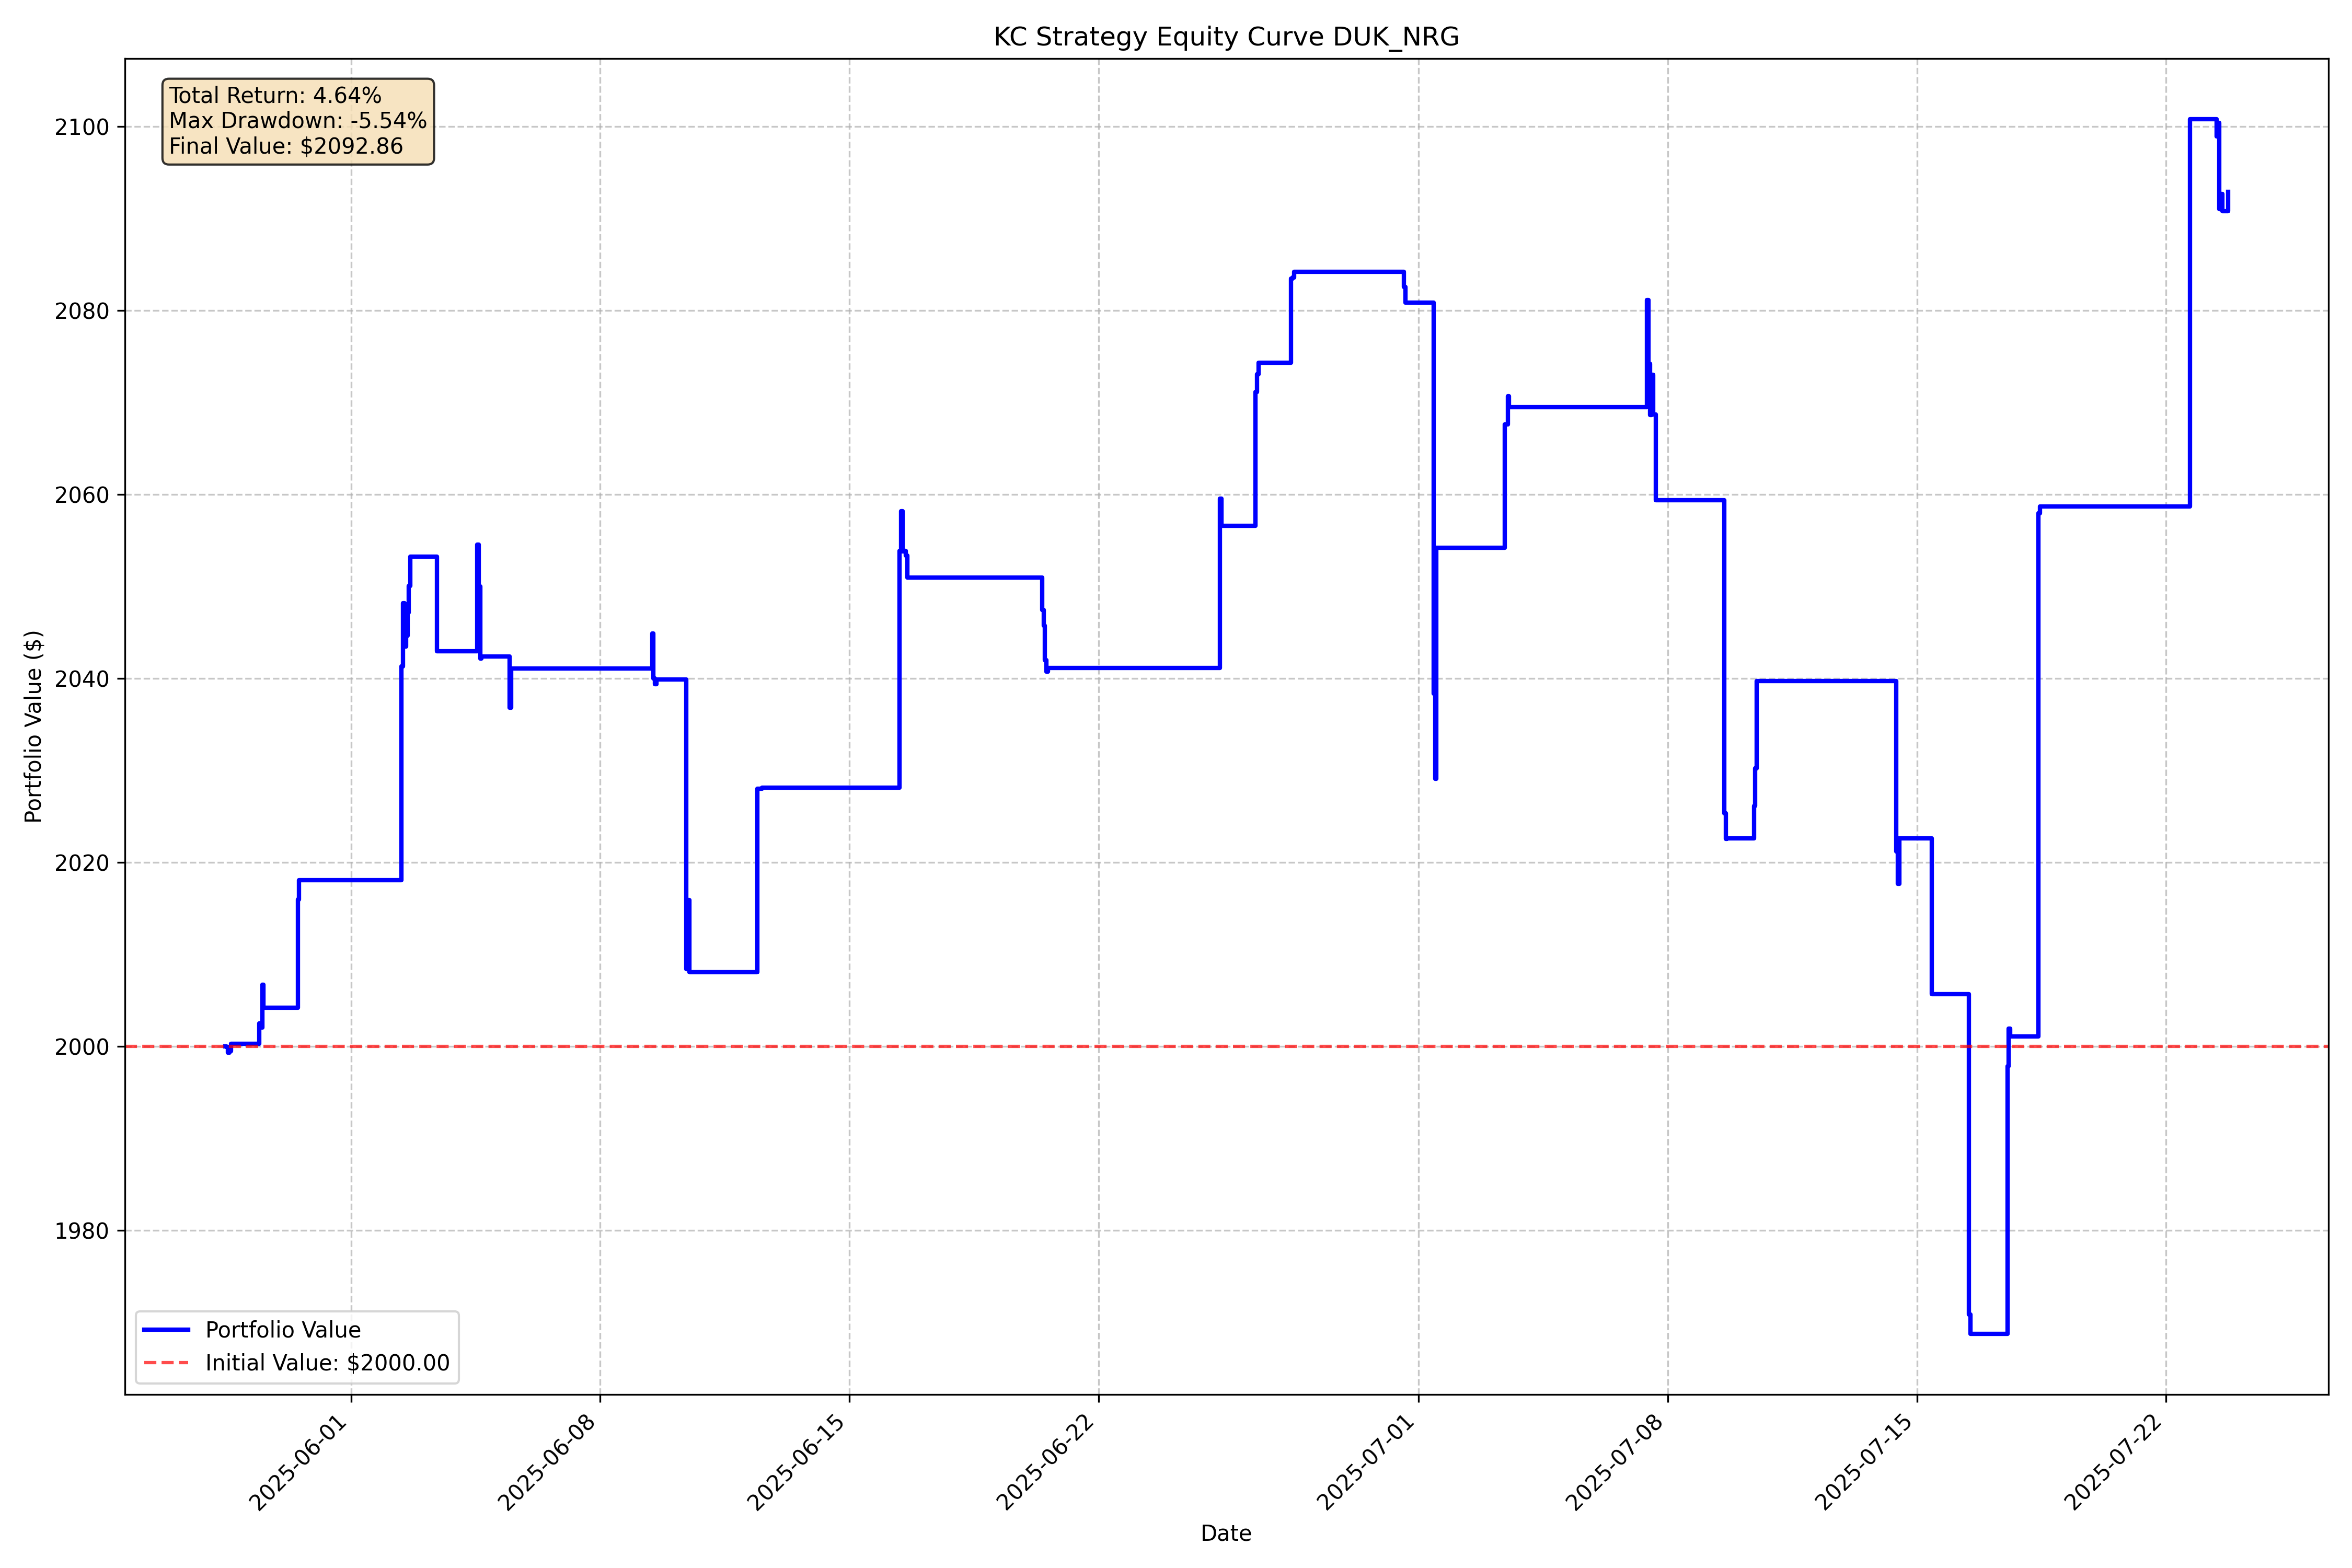 KC Strategy Equity Curve DUK_NRG
Total Return: 4.64%
Max Drawdown: -5.54%
Final Value: $2092.86
Portfolio Value ($)
2100
2080
2060
2040
2020
2000
1980
Portfolio Value
Initial Value: $2000.00
2025-06-01
2025-06-08
2025-06-15
2025-06-22
2025-07-01
2025-07-08
2025-07-15
2025-07-22
Date